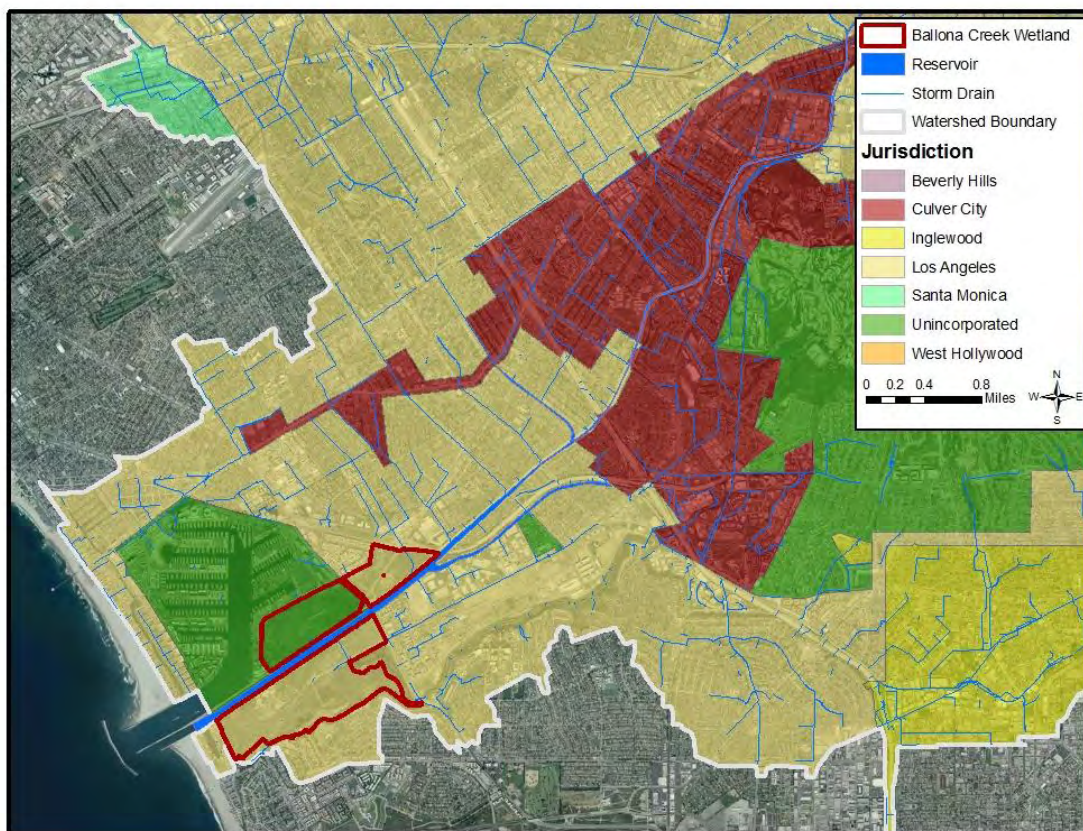 Ballona Creek Wetland
Reservoir
Storm Drain
Watershed Boundary
Jurisdiction
Beverly Hills
Culver City
Inglewood
Los Angeles
Santa Monica
Unincorporated
West Hollywood
0 0.2 0.4 0.8
Miles
N
W E
S